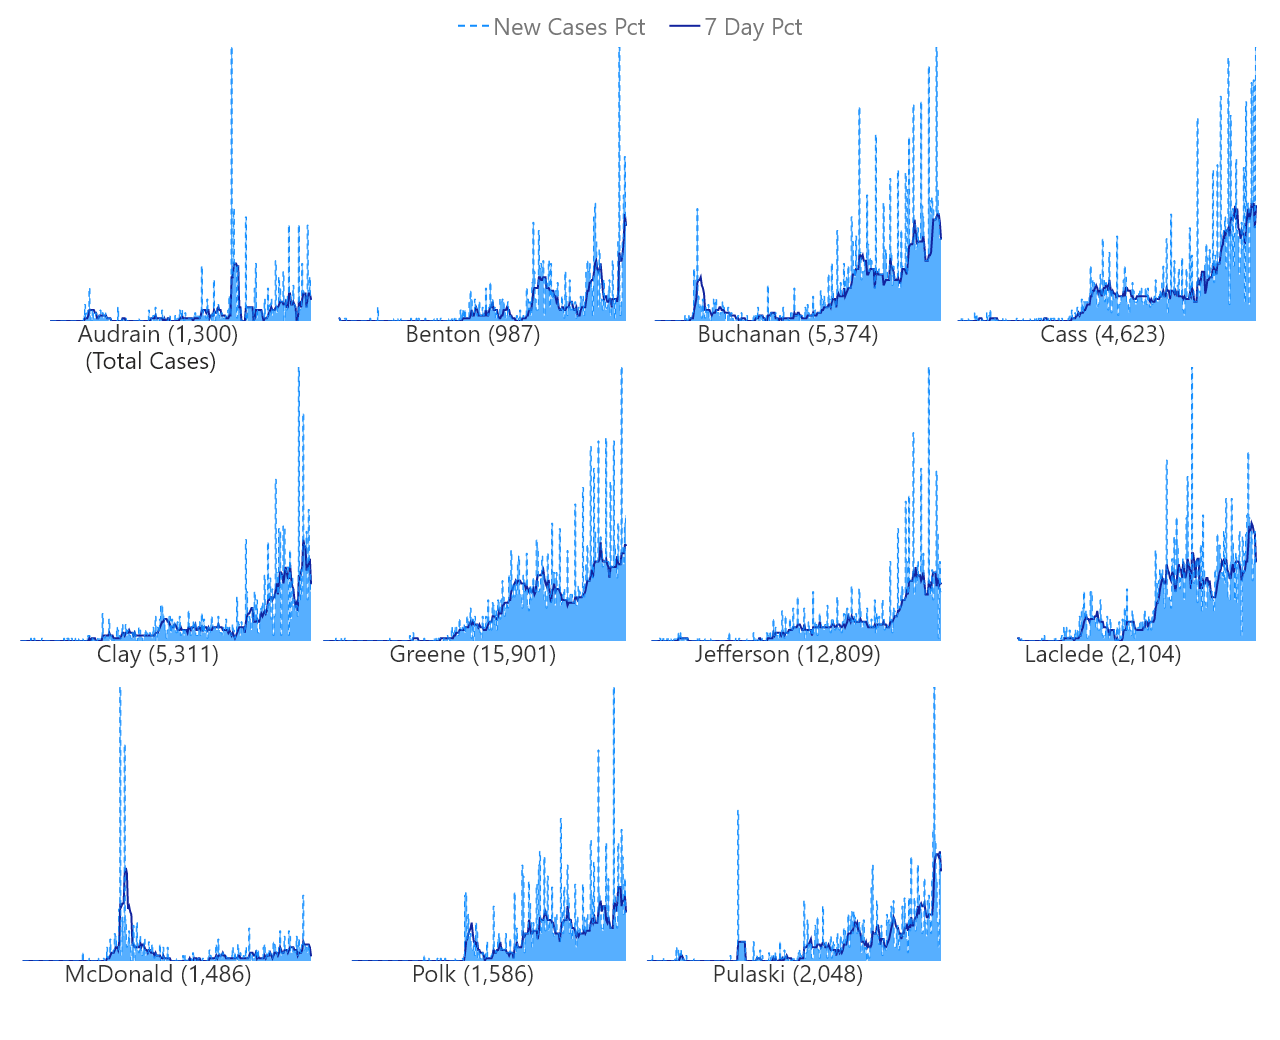 New Cases Pct 7 Day Pct
Audrain (1,300)
(Total Cases)
Benton (987)
Buchanan (5,374)
Cass (4,623)
Clay (5,311)
Greene (15,901)
Jefferson (12,809)
Laclede (2,104)
McDonald (1,486)
Polk (1,586)
Pulaski (2,048)